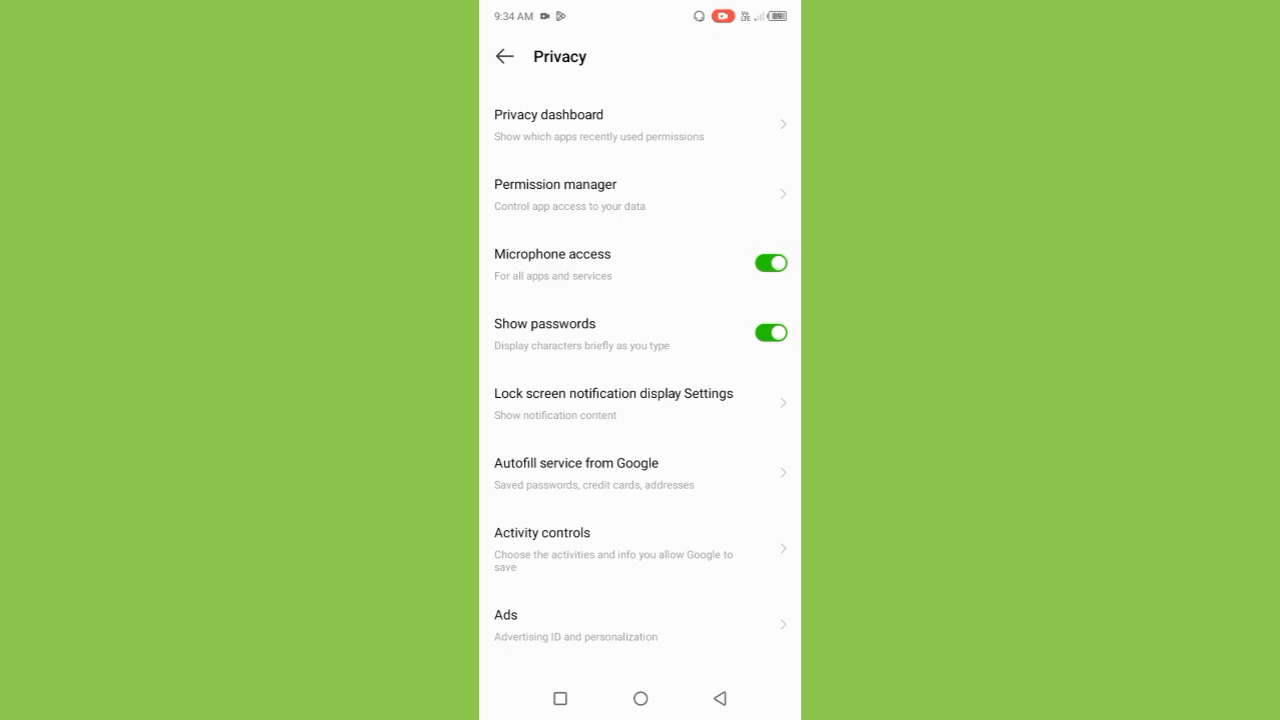 9:34 AM
Vo
LTE
89
Privacy
Privacy dashboard
Show which apps recently used permissions
Permission manager
Control app access to your data
Microphone access
For all apps and services
Show passwords
Display characters briefly as you type
Lock screen notification display Settings
Show notification content
Autofill service from Google
Saved passwords, credit cards, addresses
Activity controls
Choose the activities and info you allow Google to
save
Ads
Advertising ID and personalization